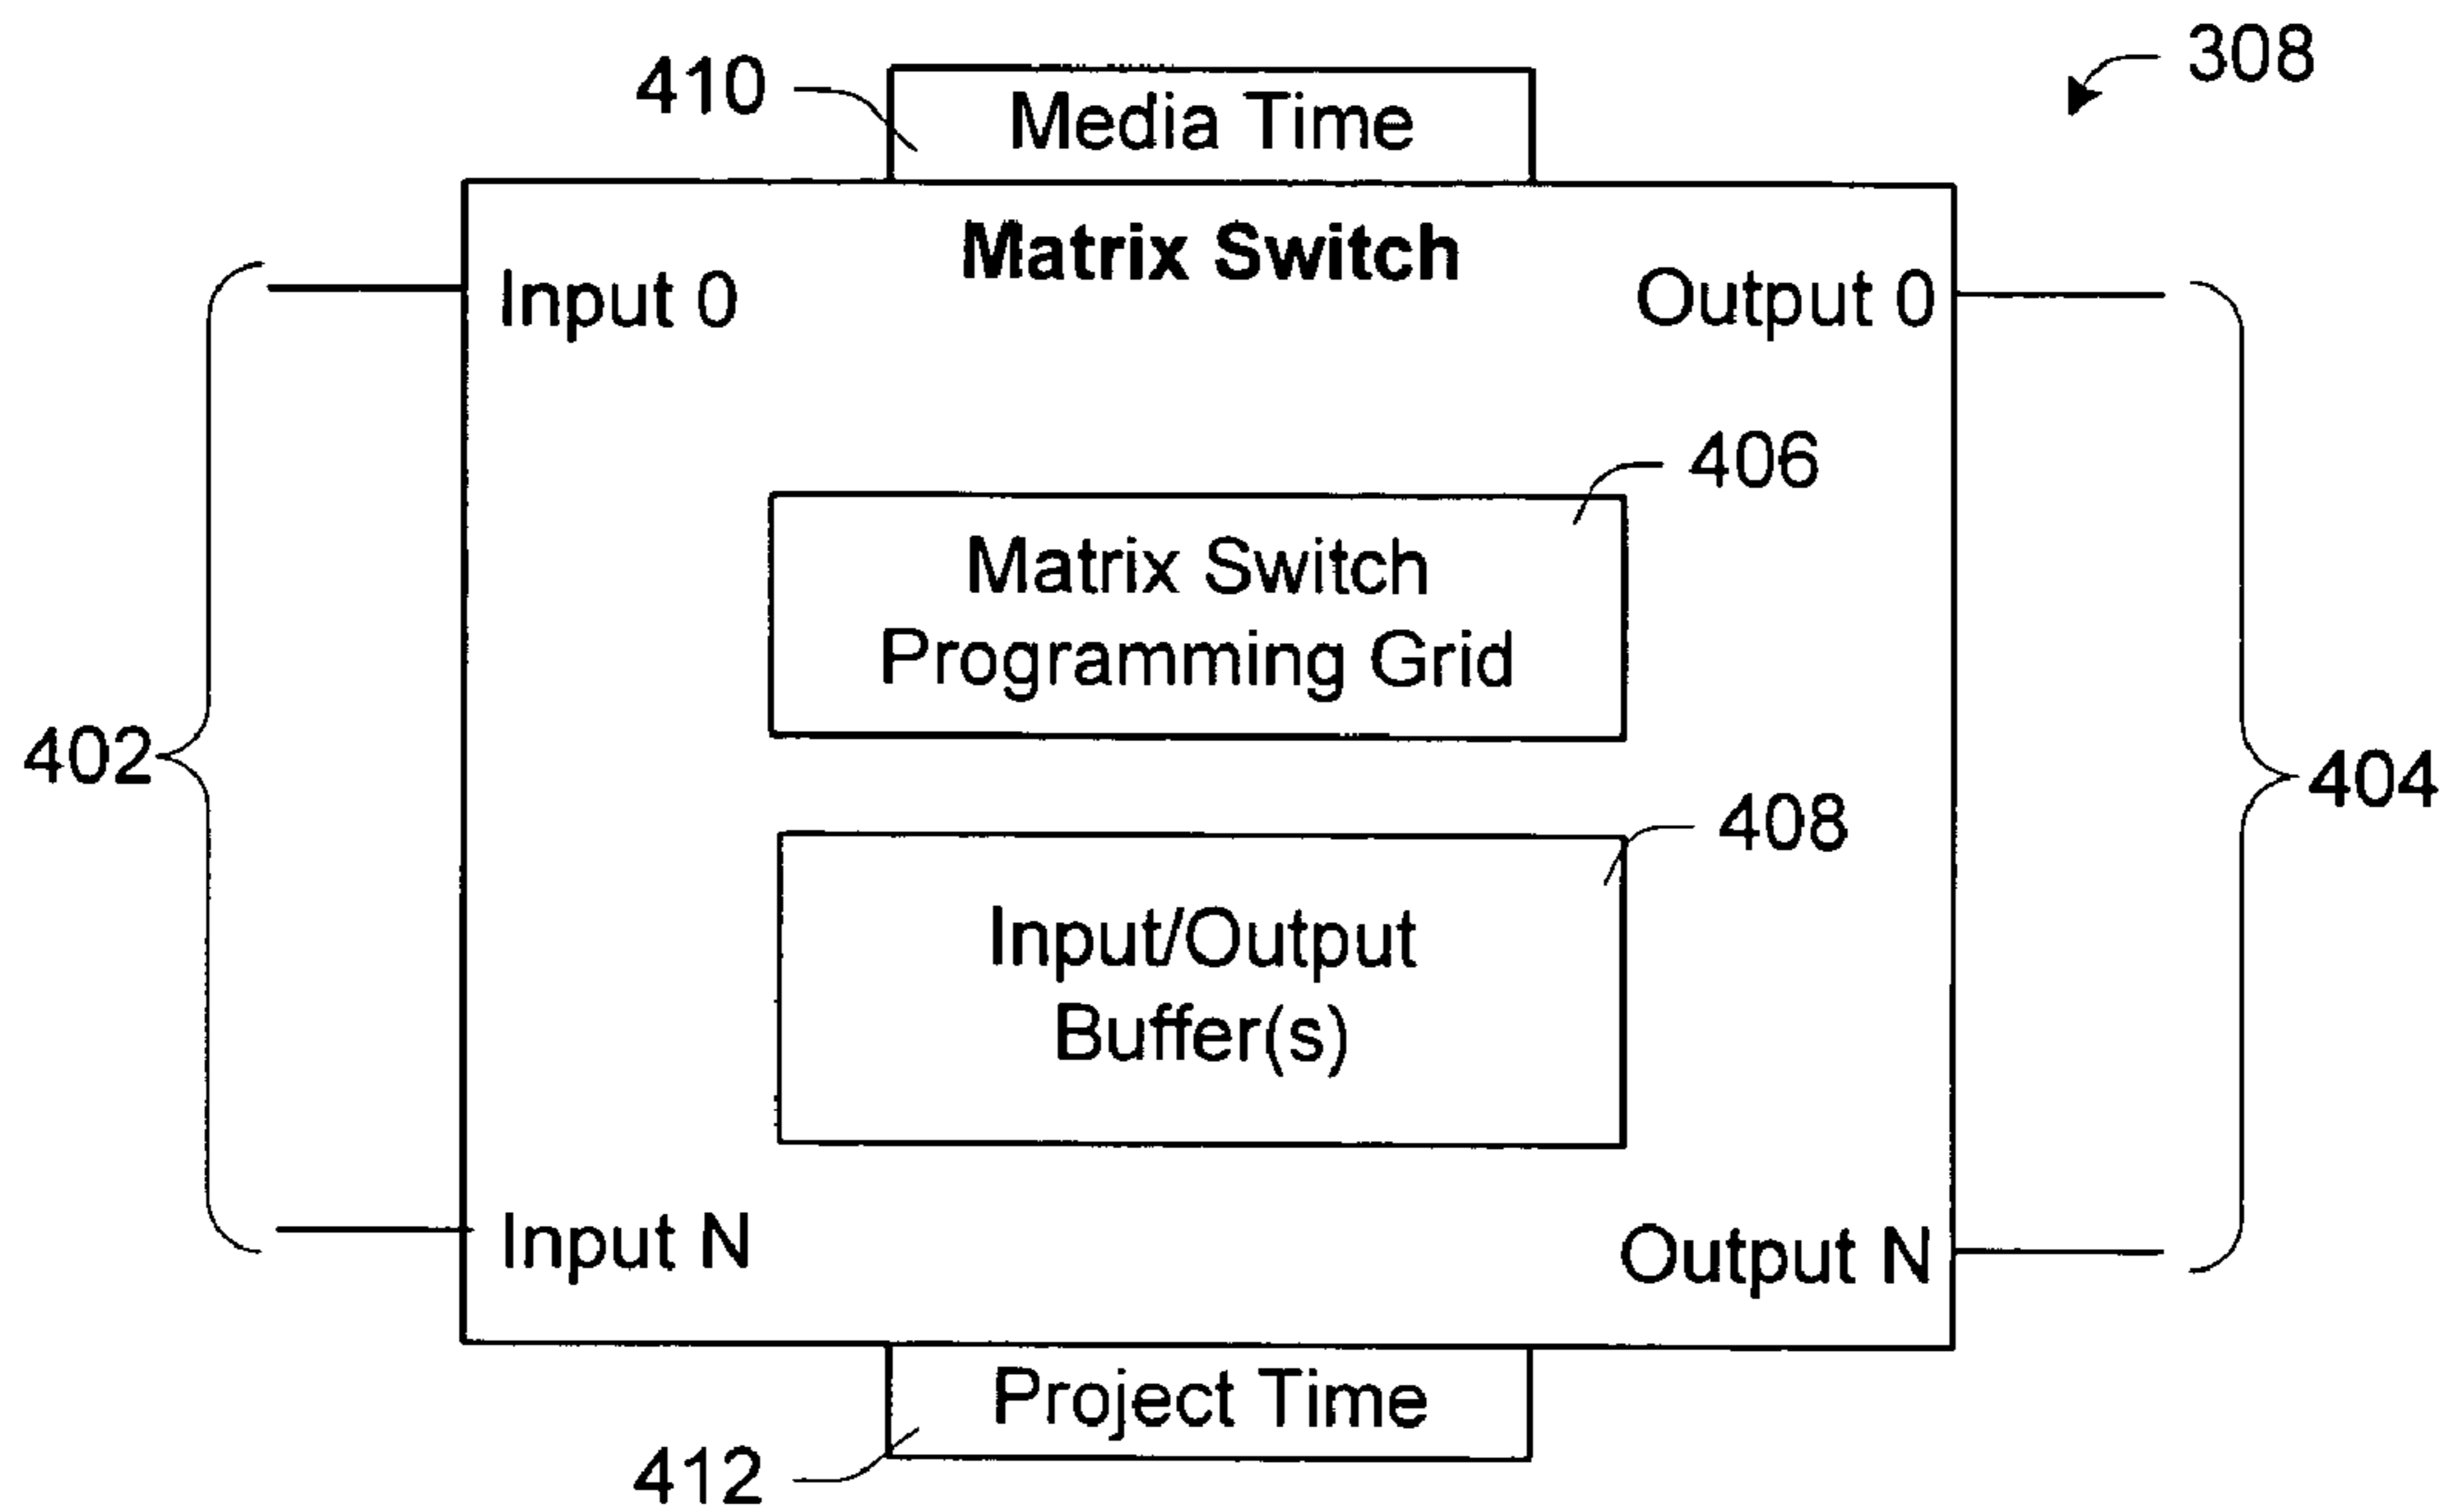 308
410
Media Time
Matrix Switch
Input 0
Output 0
406
Matrix Switch
Programming Grid
402
404
408
Input/Output
Buffer(s)
Input N
Output N
Project Time
412